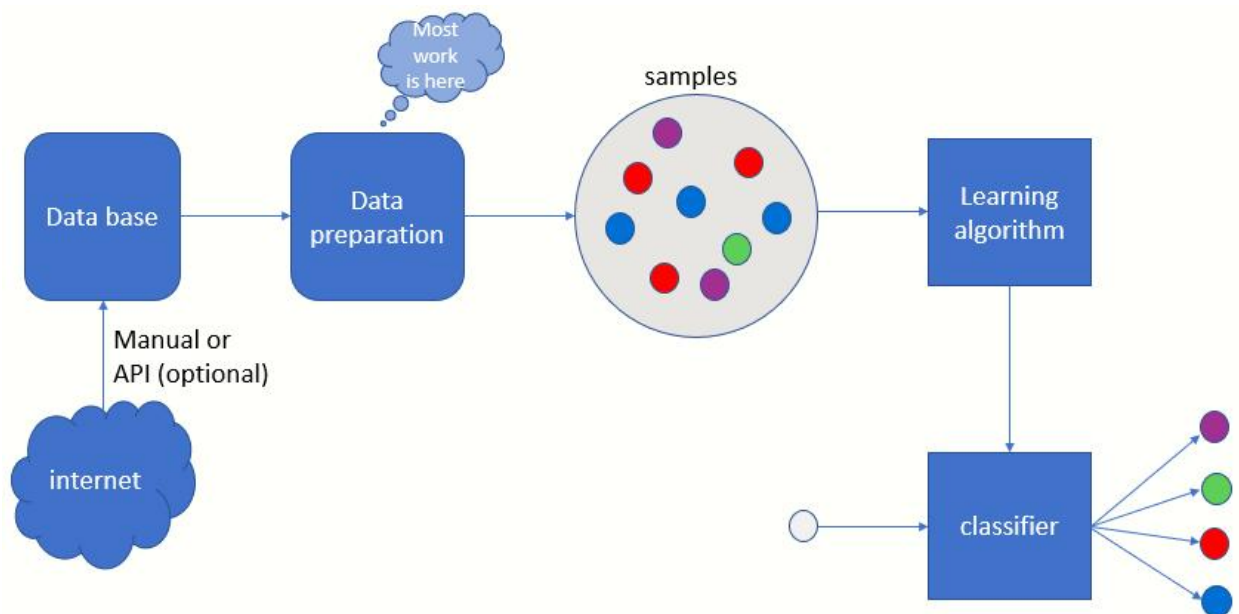 Most
work
is here
samples
Data base
Data
preparation
Learning
algorithm
Manual or
API (optional)
internet
classifier